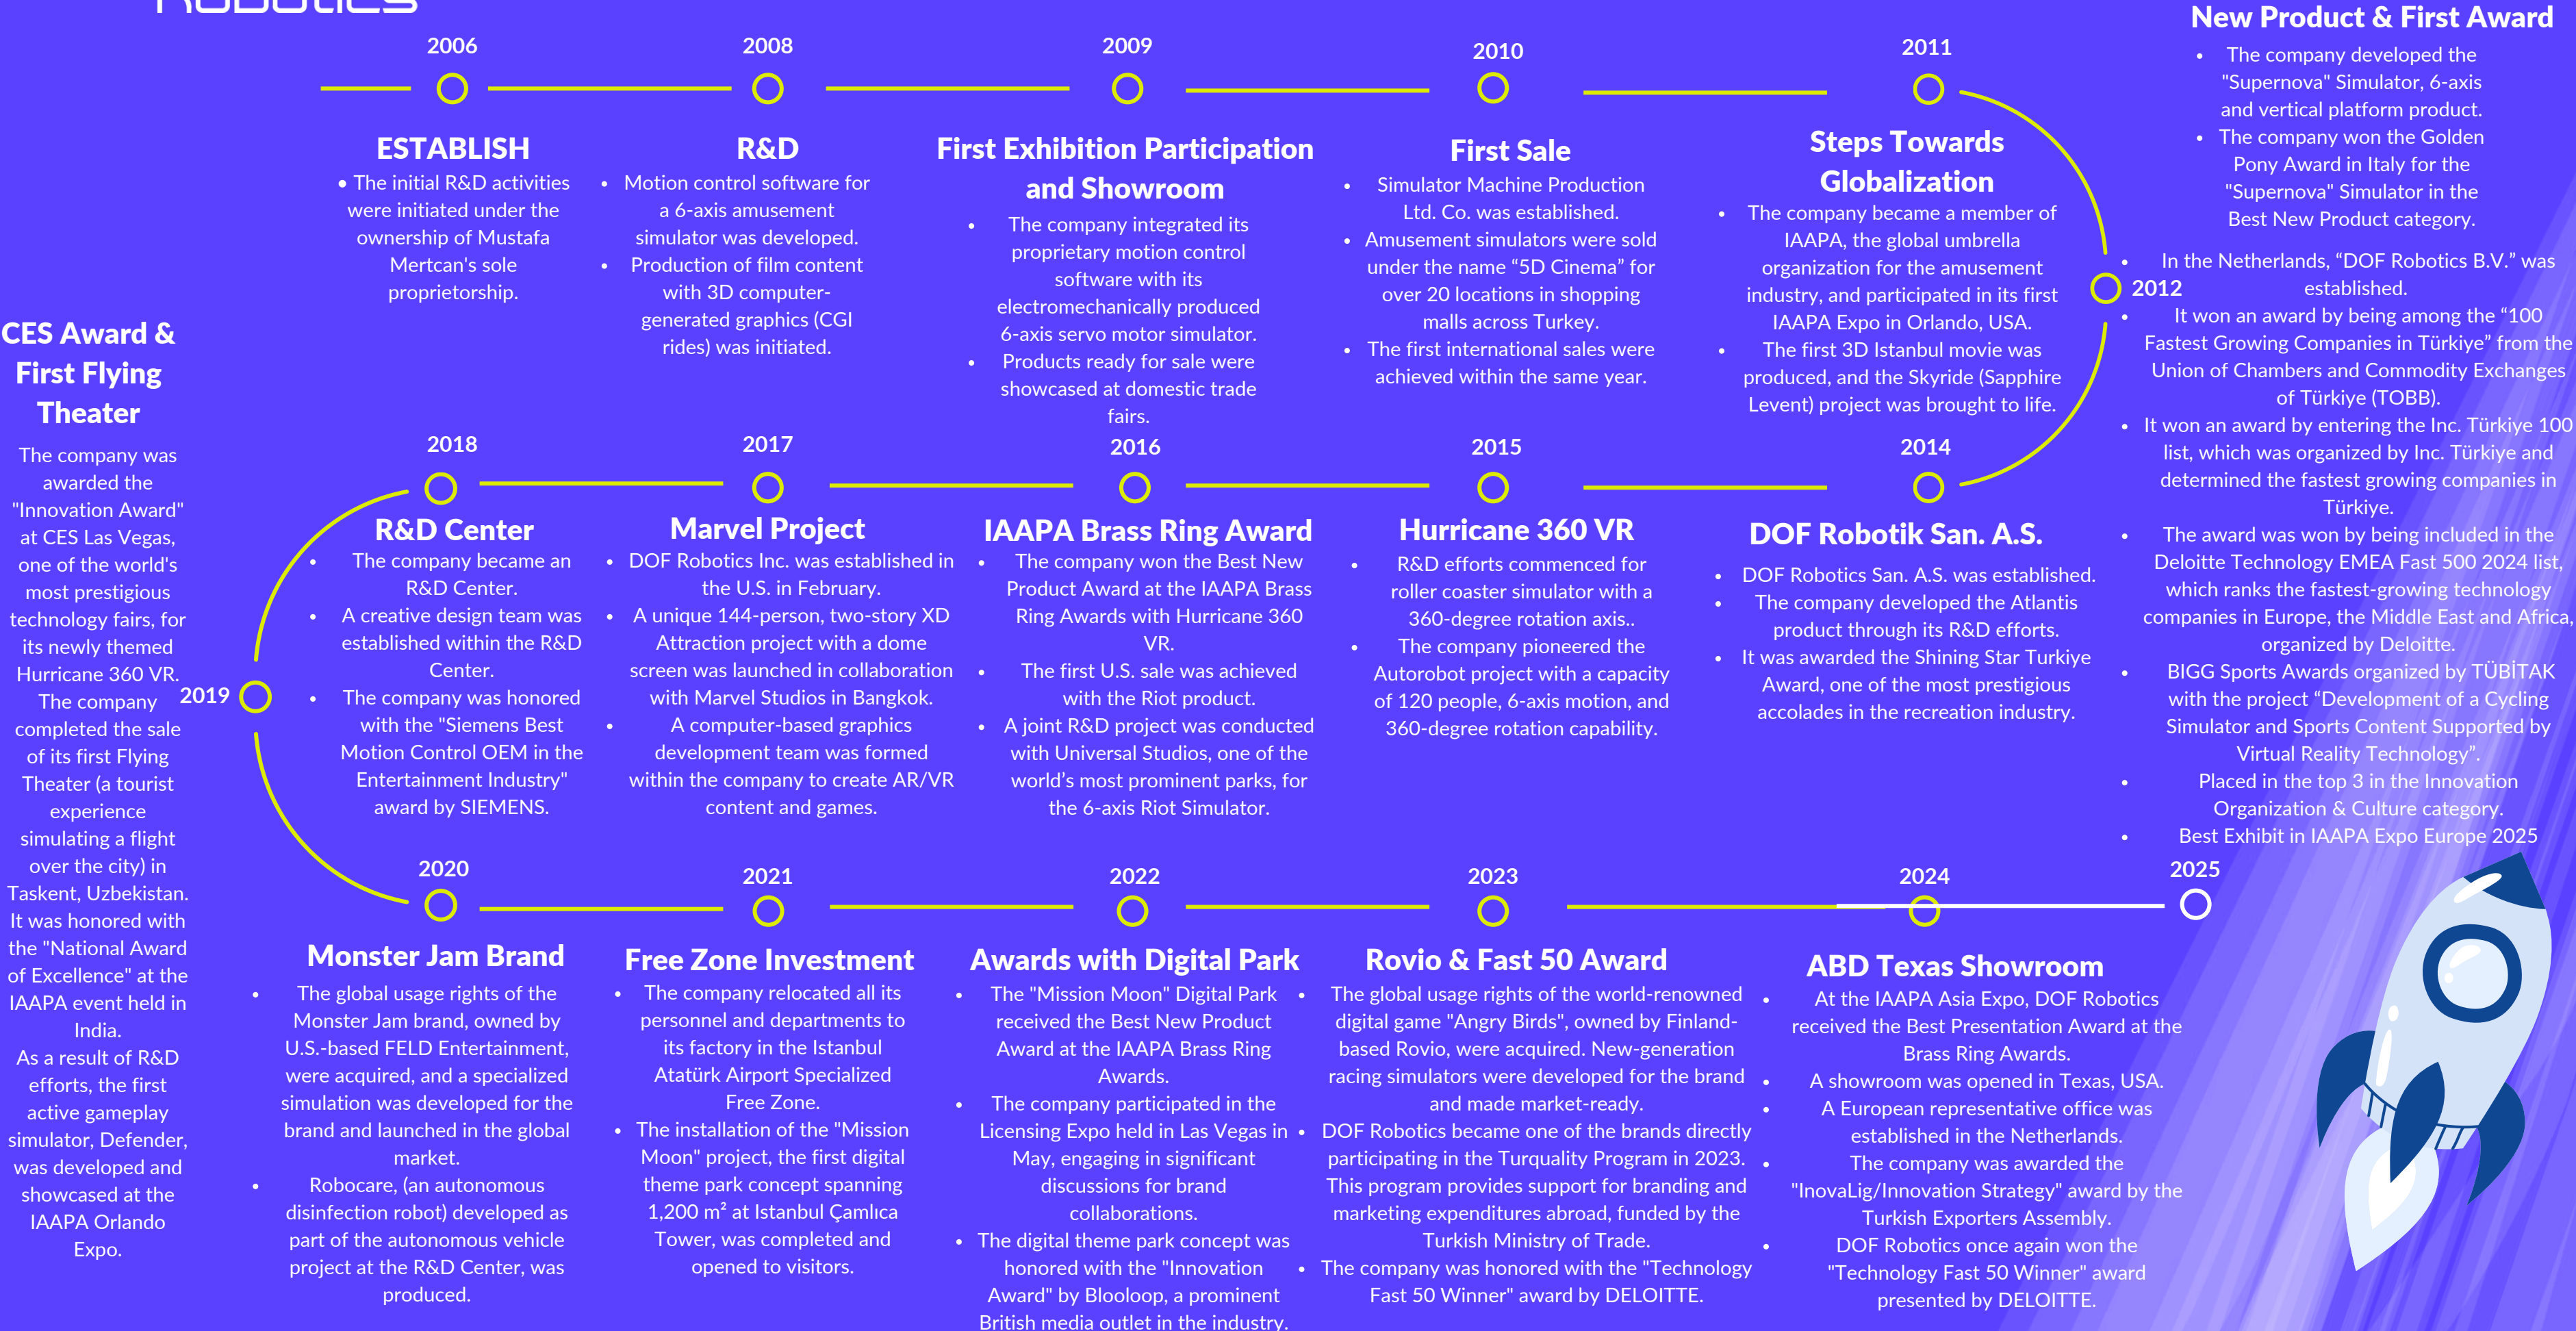 ROBOTICS
2006
ESTABLISH
• The initial R&D activities
were initiated under the
ownership of Mustafa
Mertcan's sole
proprietorship.
2008
R&D
• Motion control software for
a 6-axis amusement
simulator was developed.
• Production of film content
with 3D computer-
generated graphics (CGI
rides) was initiated.
2009
First Exhibition Participation
and Showroom
• The company integrated its
proprietary motion control
software with its
electromechanically produced
6-axis servo motor simulator.
• Products ready for sale were
showcased at domestic trade
fairs.
2010
First Sale
• Simulator Machine Production
Ltd. Co. was established.
• Amusement simulators were sold
under the name “5D Cinema” for
over 20 locations in shopping
malls across Turkey.
• The first international sales were
achieved within the same year.
2011
Steps Towards
Globalization
• The company became a member of
IAAPA, the global umbrella
organization for the amusement
industry, and participated in its first
IAAPA Expo in Orlando, USA.
• The first 3D Istanbul movie was
produced, and the Skyride (Sapphire
Levent) project was brought to life.
2012
New Product & First Award
• The company developed the
"Supernova" Simulator, 6-axis
and vertical platform product.
• The company won the Golden
Pony Award in Italy for the
"Supernova" Simulator in the
Best New Product category.
2014
DOF Robotik San. A.S.
• DOF Robotics San. A.S. was established.
• The company developed the Atlantis
product through its R&D efforts.
• It was awarded the Shining Star Turkiye
Award, one of the most prestigious
accolades in the recreation industry.
2015
Hurricane 360 VR
• R&D efforts commenced for
roller coaster simulator with a
360-degree rotation axis..
• The company pioneered the
Autorobot project with a capacity
of 120 people, 6-axis motion, and
360-degree rotation capability.
2016
IAAPA Brass Ring Award
• The company won the Best New
Product Award at the IAAPA Brass
Ring Awards with Hurricane 360
VR.
• The first U.S. sale was achieved
with the Riot product.
• A joint R&D project was conducted
with Universal Studios, one of the
world’s most prominent parks, for
the 6-axis Riot Simulator.
2017
Marvel Project
• DOF Robotics Inc. was established in
the U.S. in February.
• A unique 144-person, two-story XD
Attraction project with a dome
screen was launched in collaboration
with Marvel Studios in Bangkok.
• A computer-based graphics
development team was formed
within the company to create AR/VR
content and games.
2018
R&D Center
• The company became an
R&D Center.
• A creative design team was
established within the R&D
Center.
• The company was honored
with the "Siemens Best
Motion Control OEM in the
Entertainment Industry"
award by SIEMENS.
2019
CES Award &
First Flying
Theater
The company was
awarded the
"Innovation Award"
at CES Las Vegas,
one of the world's
most prestigious
technology fairs, for
its newly themed
Hurricane 360 VR.
The company
completed the sale
of its first Flying
Theater (a tourist
experience
simulating a flight
over the city) in
Taskent, Uzbekistan.
It was honored with
the "National Award
of Excellence" at the
IAAPA event held in
India.
As a result of R&D
efforts, the first
active gameplay
simulator, Defender,
was developed and
showcased at the
IAAPA Orlando
Expo.
2020
Monster Jam Brand
• The global usage rights of the
Monster Jam brand, owned by
U.S.-based FELD Entertainment,
were acquired, and a specialized
simulation was developed for the
brand and launched in the global
market.
• Robocare, (an autonomous
disinfection robot) developed as
part of the autonomous vehicle
project at the R&D Center, was
produced.
2021
Free Zone Investment
• The company relocated all its
personnel and departments to
its factory in the Istanbul
Atatürk Airport Specialized
Free Zone.
• The installation of the "Mission
Moon" project, the first digital
theme park concept spanning
1,200 m² at Istanbul Çamlıca
Tower, was completed and
opened to visitors.
2022
Awards with Digital Park
• The "Mission Moon" Digital Park
received the Best New Product
Award at the IAAPA Brass Ring
Awards.
• The company participated in the
Licensing Expo held in Las Vegas in
May, engaging in significant
discussions for brand
collaborations.
• The digital theme park concept was
honored with the "Innovation
Award" by Blooloop, a prominent
British media outlet in the industry.
2023
Rovio & Fast 50 Award
• The global usage rights of the world-renowned
digital game "Angry Birds", owned by Finland-
based Rovio, were acquired. New-generation
racing simulators were developed for the brand
and made market-ready.
• DOF Robotics became one of the brands directly
participating in the Turquality Program in 2023.
This program provides support for branding and
marketing expenditures abroad, funded by the
Turkish Ministry of Trade.
• The company was honored with the "Technology
Fast 50 Winner" award by DELOITTE.
2024
ABD Texas Showroom
• At the IAAPA Asia Expo, DOF Robotics
received the Best Presentation Award at the
Brass Ring Awards.
• A showroom was opened in Texas, USA.
• A European representative office was
established in the Netherlands.
• The company was awarded the
"InovaLig/Innovation Strategy" award by the
Turkish Exporters Assembly.
• DOF Robotics once again won the
"Technology Fast 50 Winner" award
presented by DELOITTE.
2025
• In the Netherlands, “DOF Robotics B.V.” was
established.
• It won an award by being among the “100
Fastest Growing Companies in Türkiye” from the
Union of Chambers and Commodity Exchanges
of Türkiye (TOBB).
• It won an award by entering the Inc. Türkiye 100
list, which was organized by Inc. Türkiye and
determined the fastest growing companies in
Türkiye.
• The award was won by being included in the
Deloitte Technology EMEA Fast 500 2024 list,
which ranks the fastest-growing technology
companies in Europe, the Middle East and Africa,
organized by Deloitte.
• BIGG Sports Awards organized by TÜBİTAK
with the project “Development of a Cycling
Simulator and Sports Content Supported by
Virtual Reality Technology”.
• Placed in the top 3 in the Innovation
Organization & Culture category.
• Best Exhibit in IAAPA Expo Europe 2025